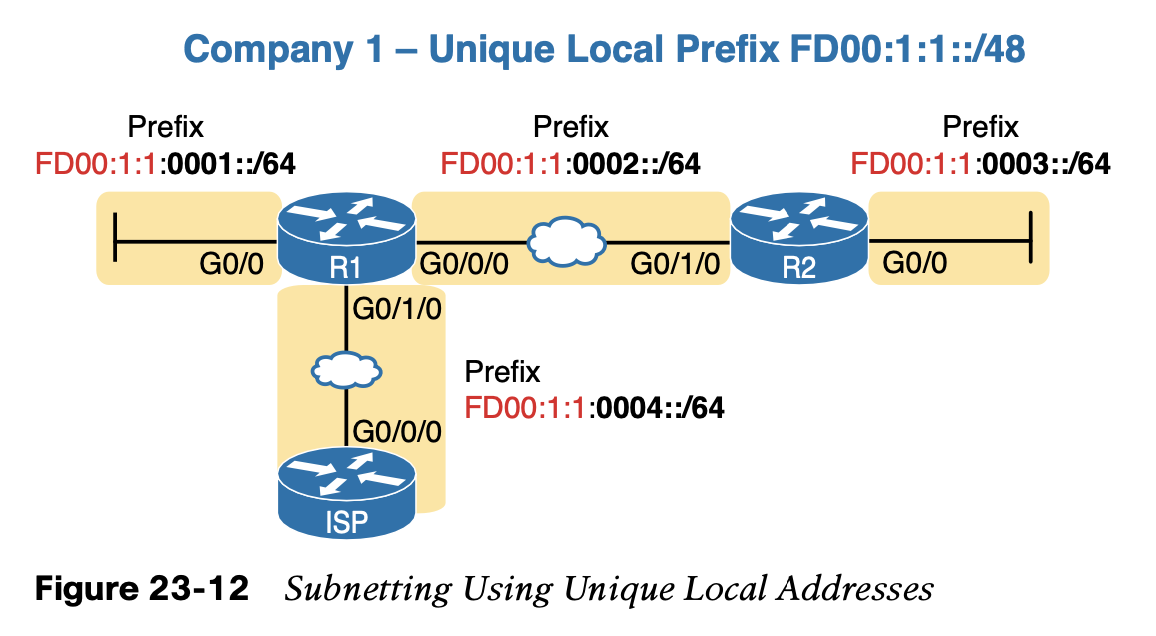 Company 1 – Unique Local Prefix FD00:1:1::/48
Prefix
FD00:1:1:0001::/64
Prefix
FD00:1:1:0002::/64
Prefix
FD00:1:1:0003::/64
G0/0
R1
G0/0/0
G0/1/0
R2
G0/0
G0/1/0
Prefix
FD00:1:1:0004::/64
G0/0/0
ISP
Figure 23-12 Subnetting Using Unique Local Addresses